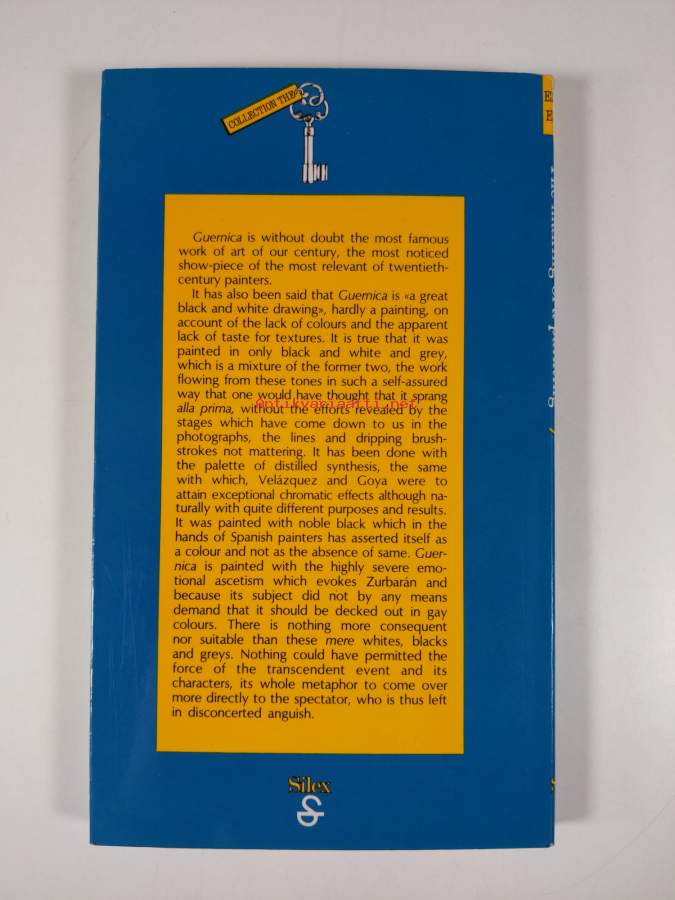 COLLECTION THE
Guernica is without doubt the most famous
work of art of our century, the most noticed
show-piece of the most relevant of twentieth-
century painters.
It has also been said that Guernica is «a great
black and white drawing», hardly a painting, on
account of the lack of colours and the apparent
lack of taste for textures. It is true that it was
painted in only black and white and grey,
which is a mixture of the former two, the work
flowing from these tones in such a self-assured
way that one would have thought that it sprang
antikvariaatti.net
alla prima, without the efforts revealed by the
stages which have come down to us in the
photographs, the lines and dripping brush-
strokes not mattering. It has been done with
the palette of distilled synthesis, the same
with which, Velázquez and Goya were to
attain exceptional chromatic effects although na-
turally with quite different purposes and results.
It was painted with noble black which in the
hands of Spanish painters has asserted itself as
a colour and not as the absence of same. Guer-
nica is painted with the highly severe emo-
tional ascetism which evokes Zurbarán and
because its subject did not by any means
demand that it should be decked out in gay
colours. There is nothing more consequent
nor suitable than these mere whites, blacks
and greys. Nothing could have permitted the
force of the transcendent event and its
characters, its whole metaphor to come over
more directly to the spectator, who is thus left
in disconcerted anguish.
Silex